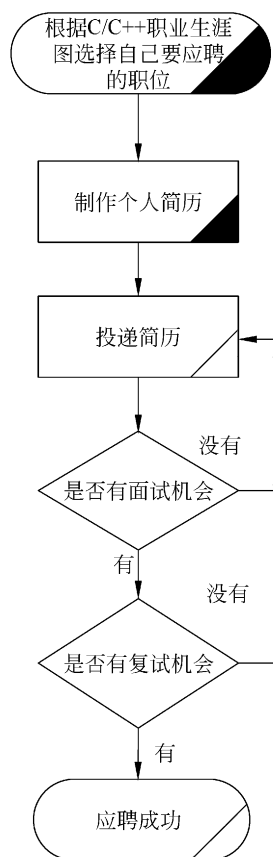 根据C/C++职业生涯
图选择自己要应聘
的职位
制作个人简历
投递简历
没有
是否有面试机会
有
没有
是否有复试机会
有
应聘成功